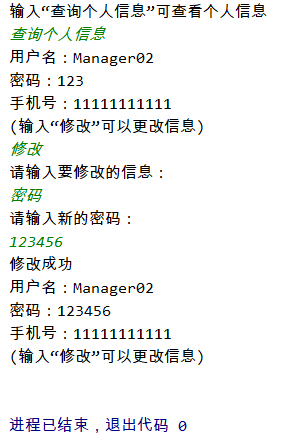 输入“查询个人信息”可查看个人信息
查询个人信息
用户名：Manager02
密码：123
手机号：11111111111
(输入“修改”可以更改信息)
修改
请输入要修改的信息：
密码
请输入新的密码：
123456
修改成功
用户名：Manager02
密码：123456
手机号：11111111111
(输入“修改”可以更改信息)
进程已结束，退出代码 0